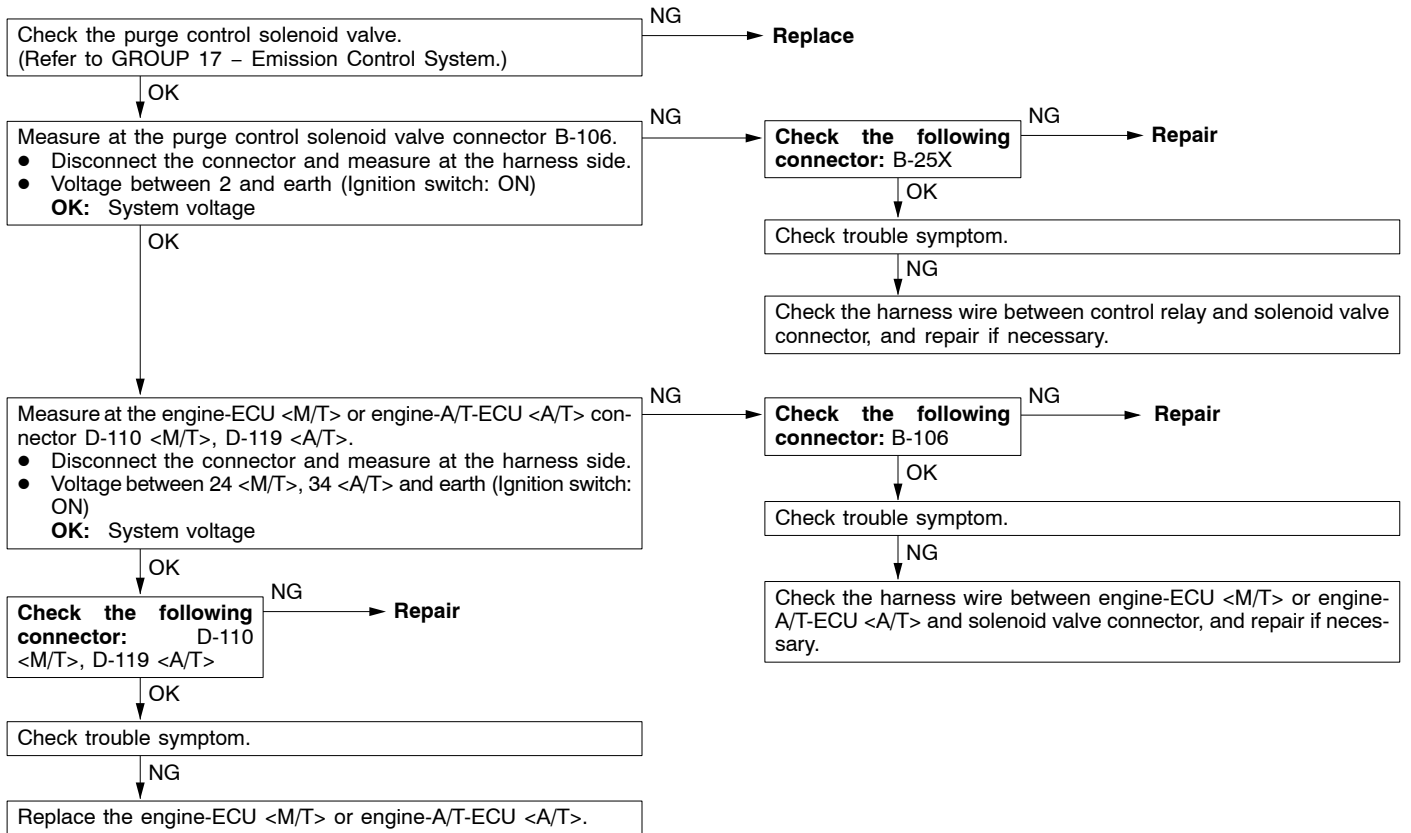 Check the purge control solenoid valve.
(Refer to GROUP 17 – Emission Control System.)
NG
Replace
OK
Measure at the purge control solenoid valve connector B-106.
● Disconnect the connector and measure at the harness side.
● Voltage between 2 and earth (Ignition switch: ON)
OK: System voltage
NG
Check the following
connector: B-25X
NG
Repair
OK
Check trouble symptom.
NG
Check the harness wire between control relay and solenoid valve
connector, and repair if necessary.
OK
Measure at the engine-ECU <M/T> or engine-A/T-ECU <A/T> con-
nector D-110 <M/T>, D-119 <A/T>.
● Disconnect the connector and measure at the harness side.
● Voltage between 24 <M/T>, 34 <A/T> and earth (Ignition switch:
ON)
OK: System voltage
NG
Check the following
connector: B-106
NG
Repair
OK
Check trouble symptom.
NG
Check the harness wire between engine-ECU <M/T> or engine-
A/T-ECU <A/T> and solenoid valve connector, and repair if neces-
sary.
OK
Check the following
connector: D-110
<M/T>, D-119 <A/T>
NG
Repair
OK
Check trouble symptom.
NG
Replace the engine-ECU <M/T> or engine-A/T-ECU <A/T>.